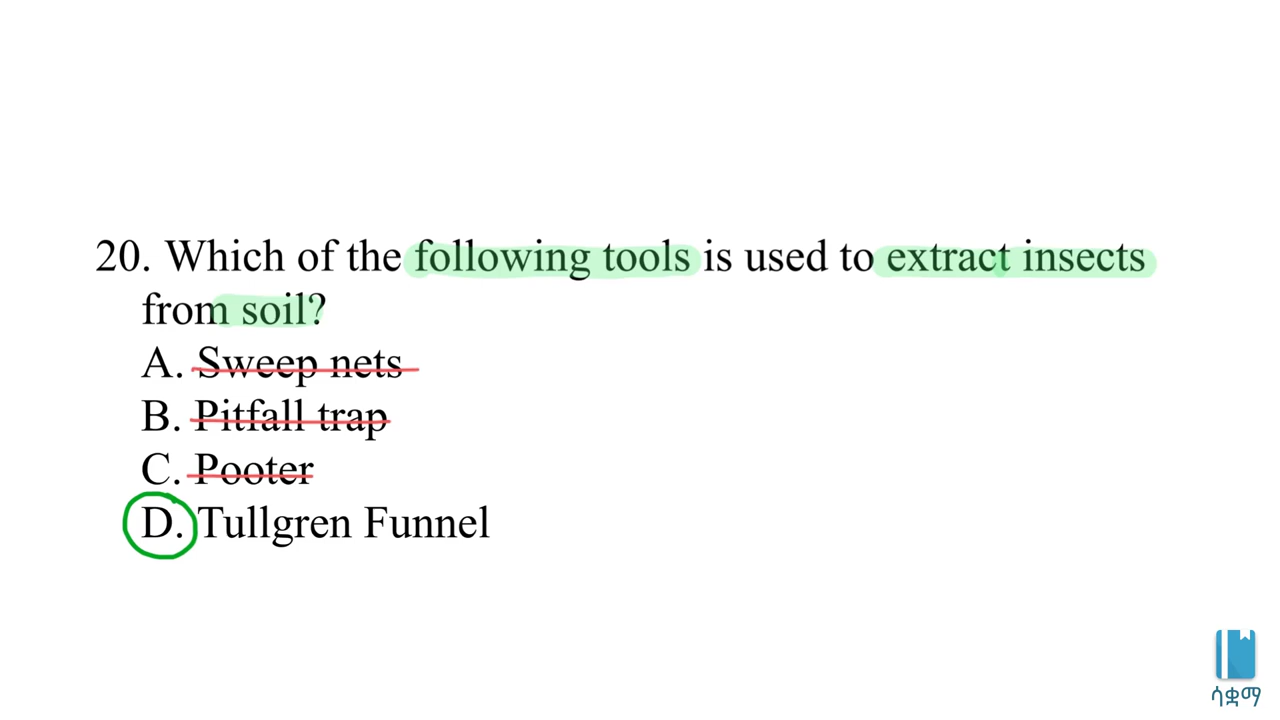 20. Which of the following tools is used to extract insects
from soil?
A. Sweep nets
B. Pitfall trap
C. Pooter
D. Tullgren Funnel
ሳቋማ